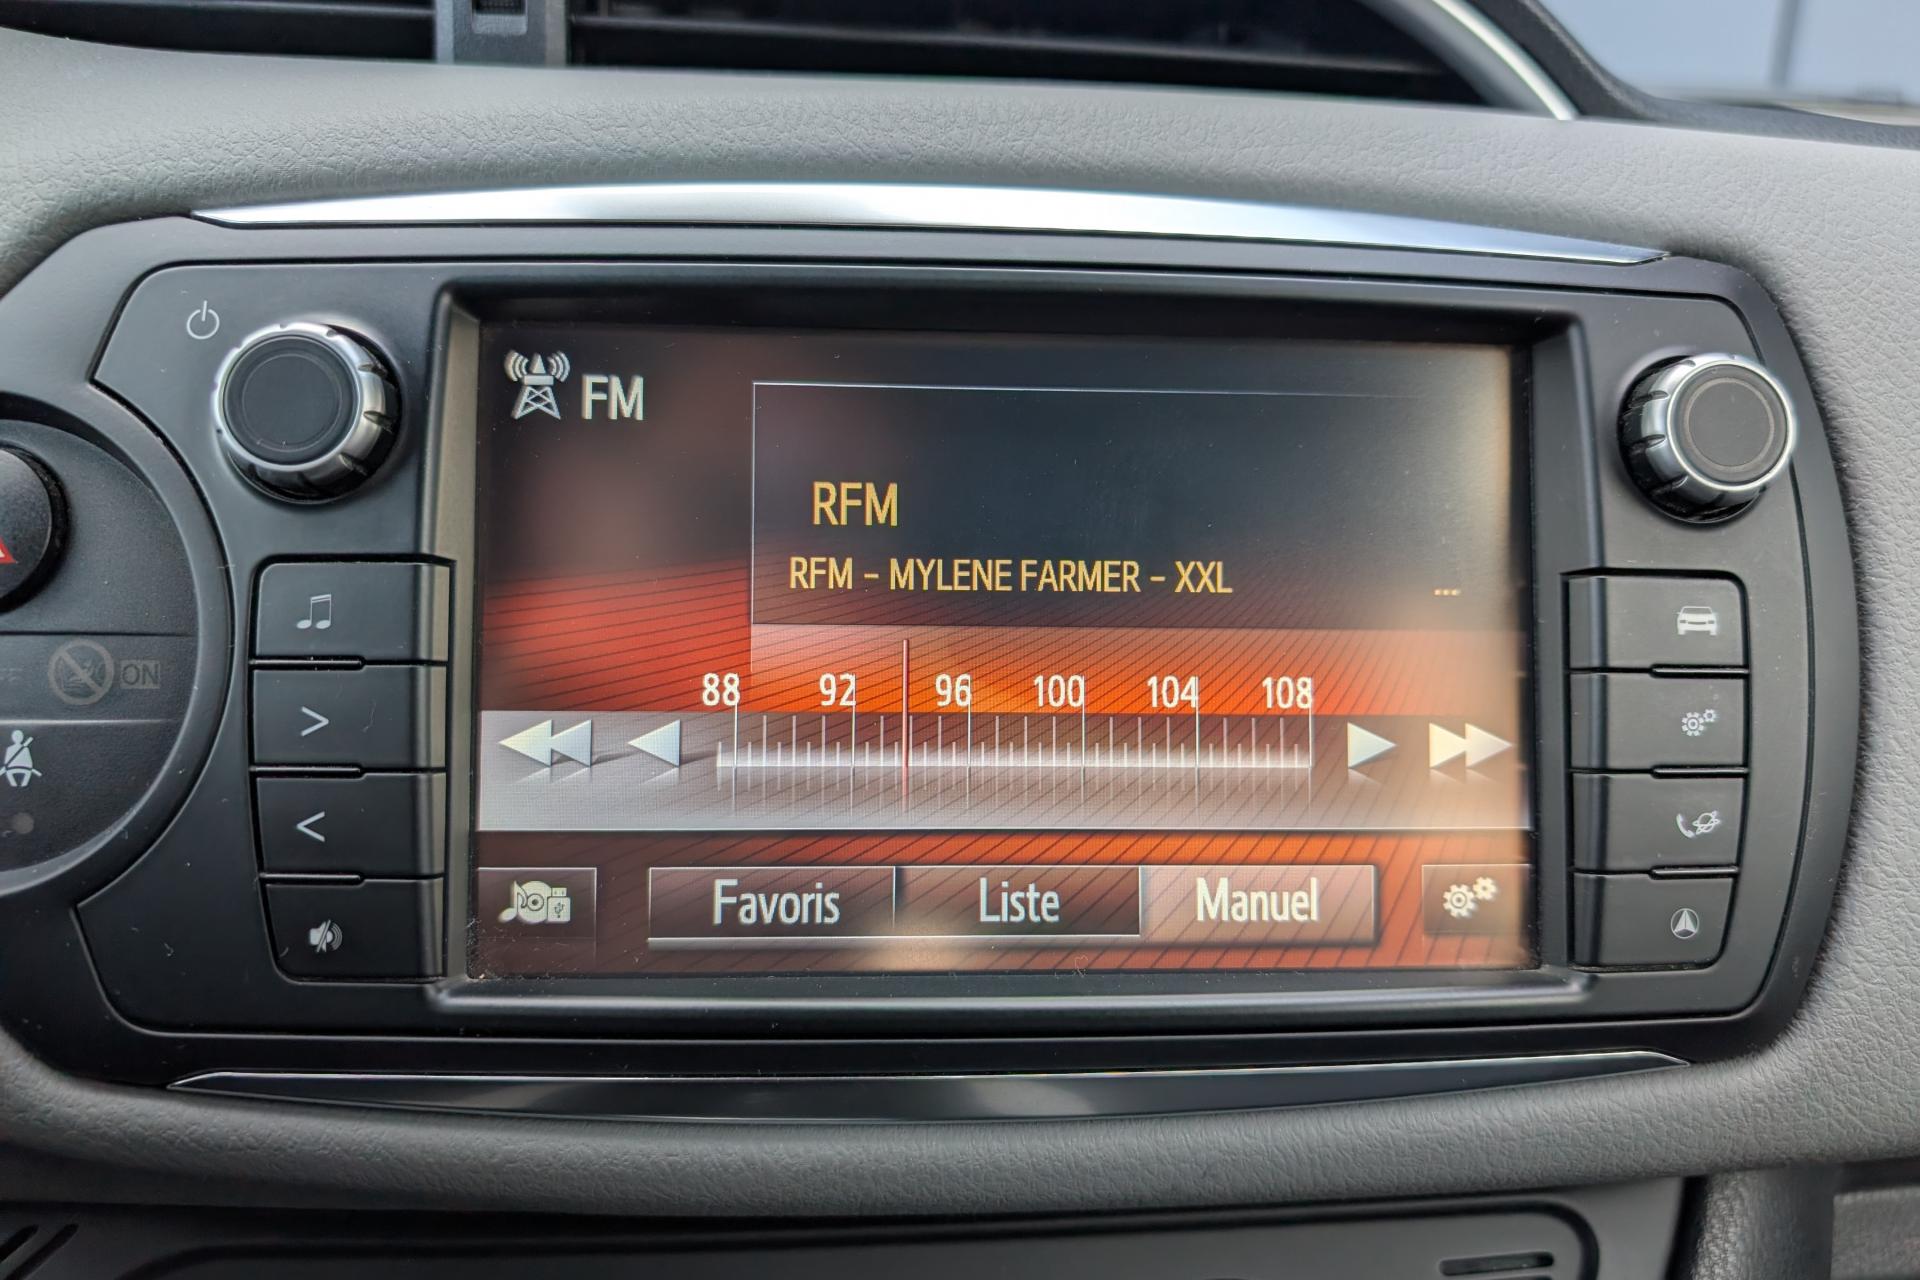 FM
RFM
RFM - MYLENE FARMER - XXL ...
88 92 96 100 104 108
ON
Favoris Liste Manuel